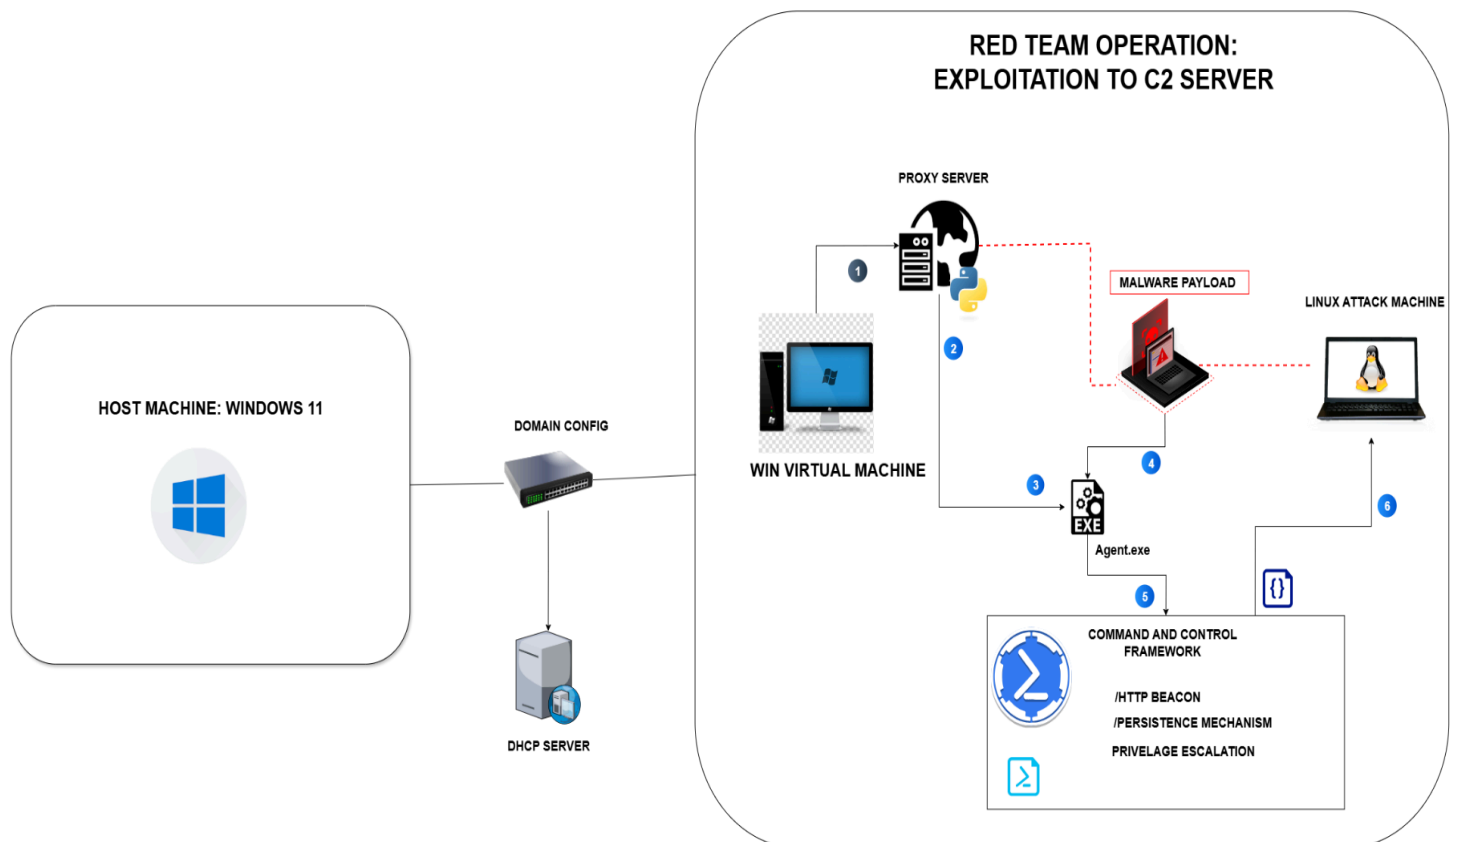 RED TEAM OPERATION:
EXPLOITATION TO C2 SERVER
PROXY SERVER
1
MALWARE PAYLOAD
LINUX ATTACK MACHINE
2
HOST MACHINE: WINDOWS 11
DOMAIN CONFIG
WIN VIRTUAL MACHINE
4
3
6
EXE
Agent.exe
5
{}
COMMAND AND CONTROL
FRAMEWORK
/HTTP BEACON
/PERSISTENCE MECHANISM
PRIVELAGE ESCALATION
DHCP SERVER